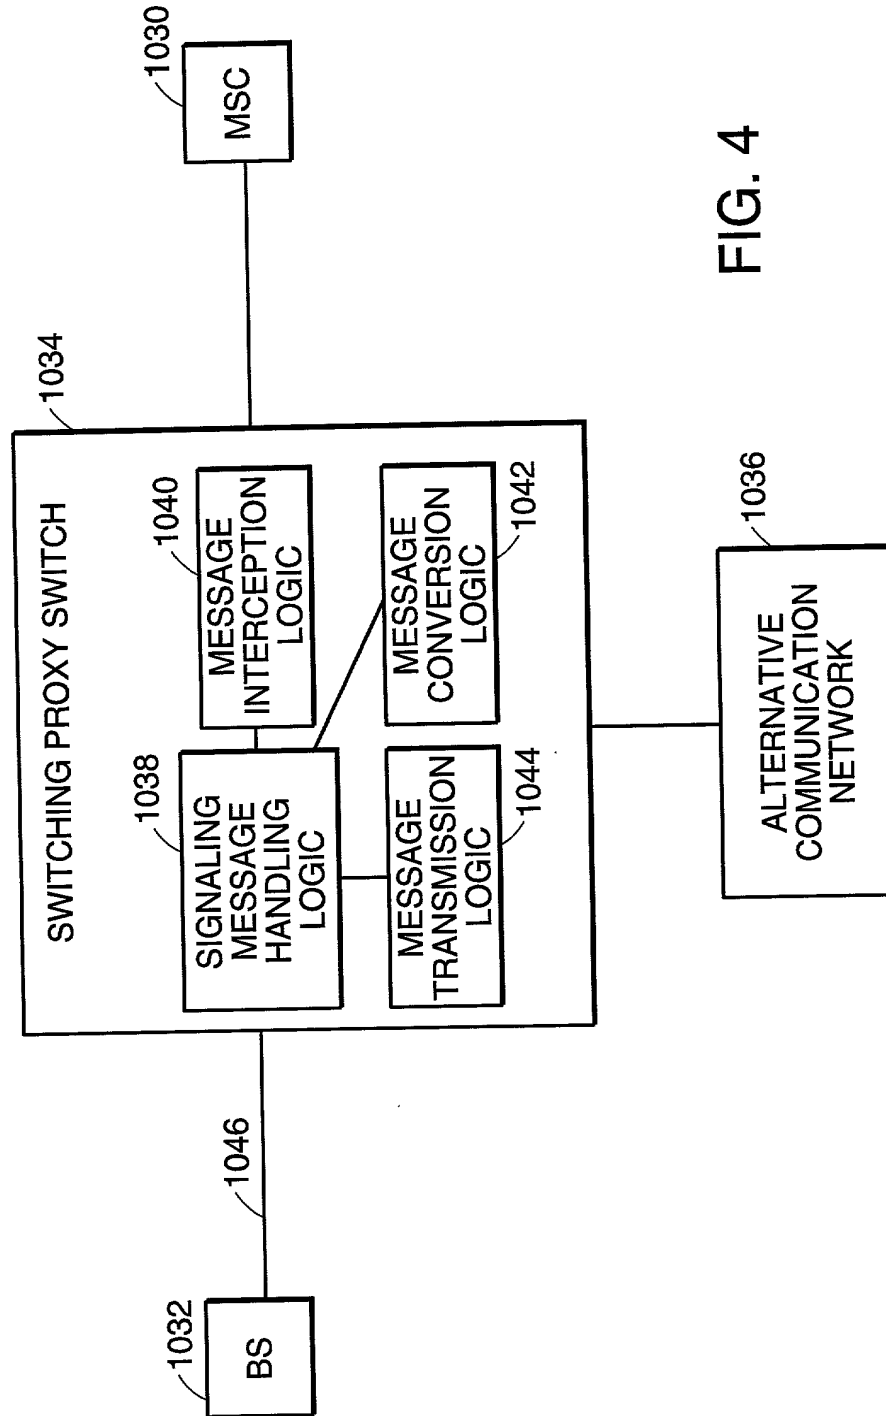 SWITCHING PROXY SWITCH
1034
1032
BS
1046
1038
SIGNALING
MESSAGE
HANDLING
LOGIC
1040
MESSAGE
INTERCEPTION
LOGIC
1030
MSC
MESSAGE
TRANSMISSION
LOGIC
1044
MESSAGE
CONVERSION
LOGIC
1042
1036
ALTERNATIVE
COMMUNICATION
NETWORK
FIG. 4